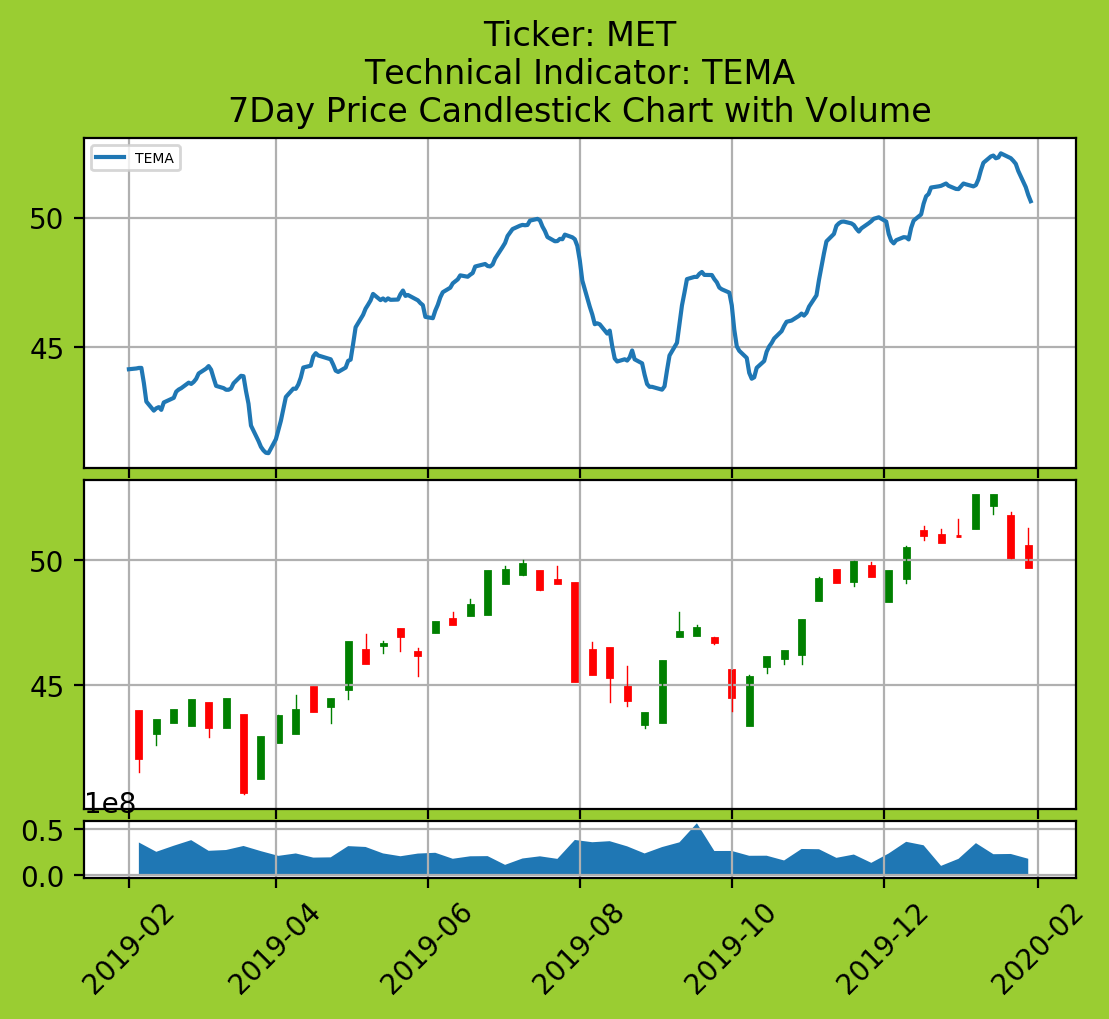 Ticker: MET
Technical Indicator: TEMA
7Day Price Candlestick Chart with Volume
TEMA
50
45
50
45
1e8
0.5
0.0
2019-02
2019-04
2019-06
2019-08
2019-10
2019-12
2020-02